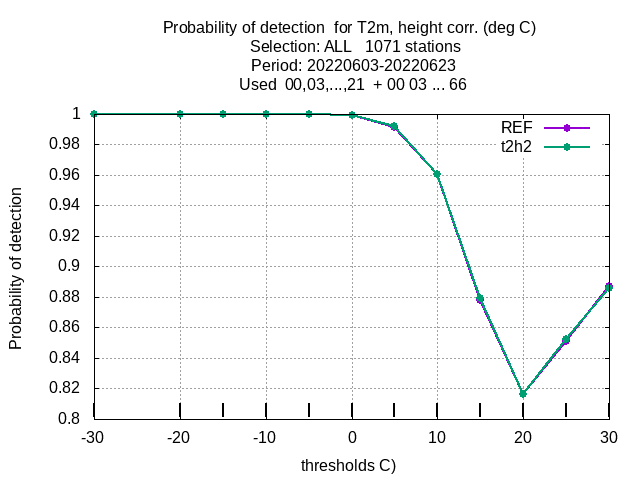 Probability of detection  for T2m, height corr. (deg C)
Selection: ALL   1071 stations
Period: 20220603-20220623
Used  00,03,...,21  + 00 03 ... 66
REF
t2h2
Probability of detection
1
0.98
0.96
0.94
0.92
0.9
0.88
0.86
0.84
0.82
0.8
-30
-20
-10
0
10
20
30
thresholds C)